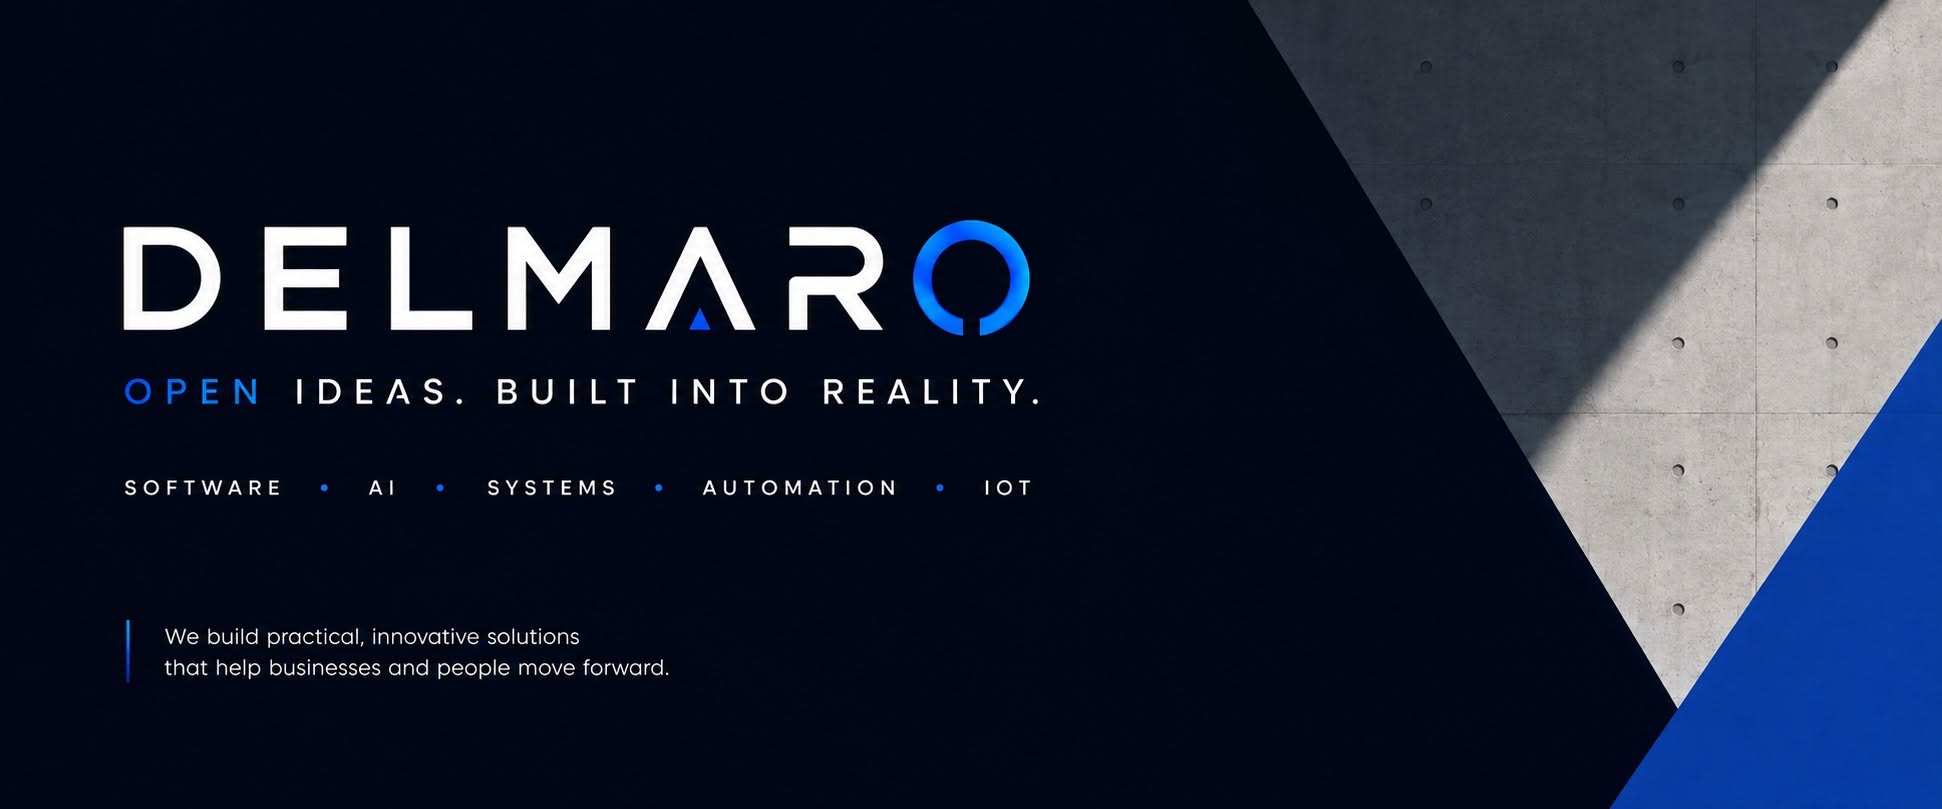 DELMARO
OPEN IDEAS. BUILT INTO REALITY.
SOFTWARE • AI • SYSTEMS • AUTOMATION • IOT
We build practical, innovative solutions
that help businesses and people move forward.